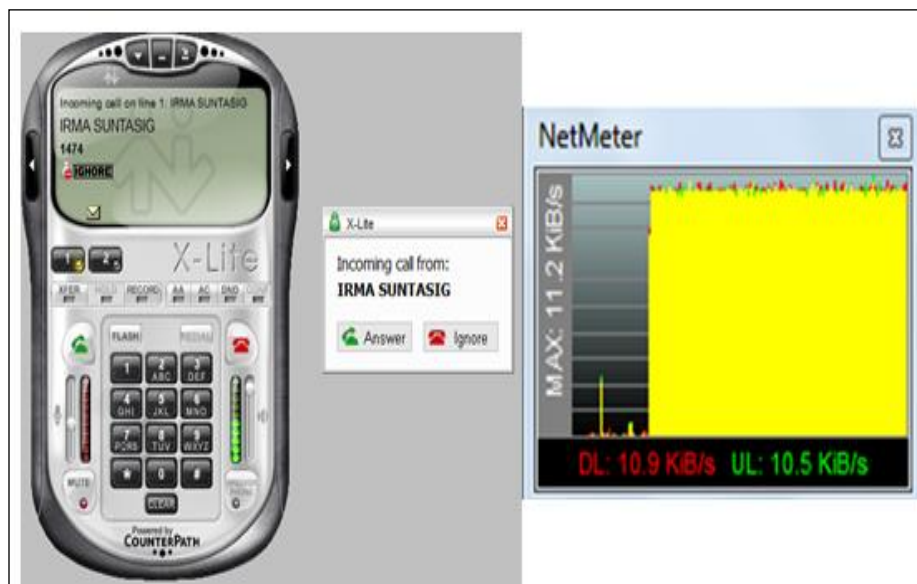 Incoming call on line 1: IRMA SUNTASIG
IRMA SUNTASIG
1474
IGNORE
1 2
X-Lite
XFER HOLD RECORD AA AC DND CONF
FLASH REDIAL
1 2 ABC 3 DEF
4 GHI 5 JKL 6 MNO
7 PQRS 8 TUV 9 WXYZ
* 0 #
MUTE
CLEAR
Powered by
COUNTERPATH
X-Lite
Incoming call from:
IRMA SUNTASIG
Answer Ignore
NetMeter
MAX: 11.2 KiB/s
DL: 10.9 KiB/s UL: 10.5 KiB/s